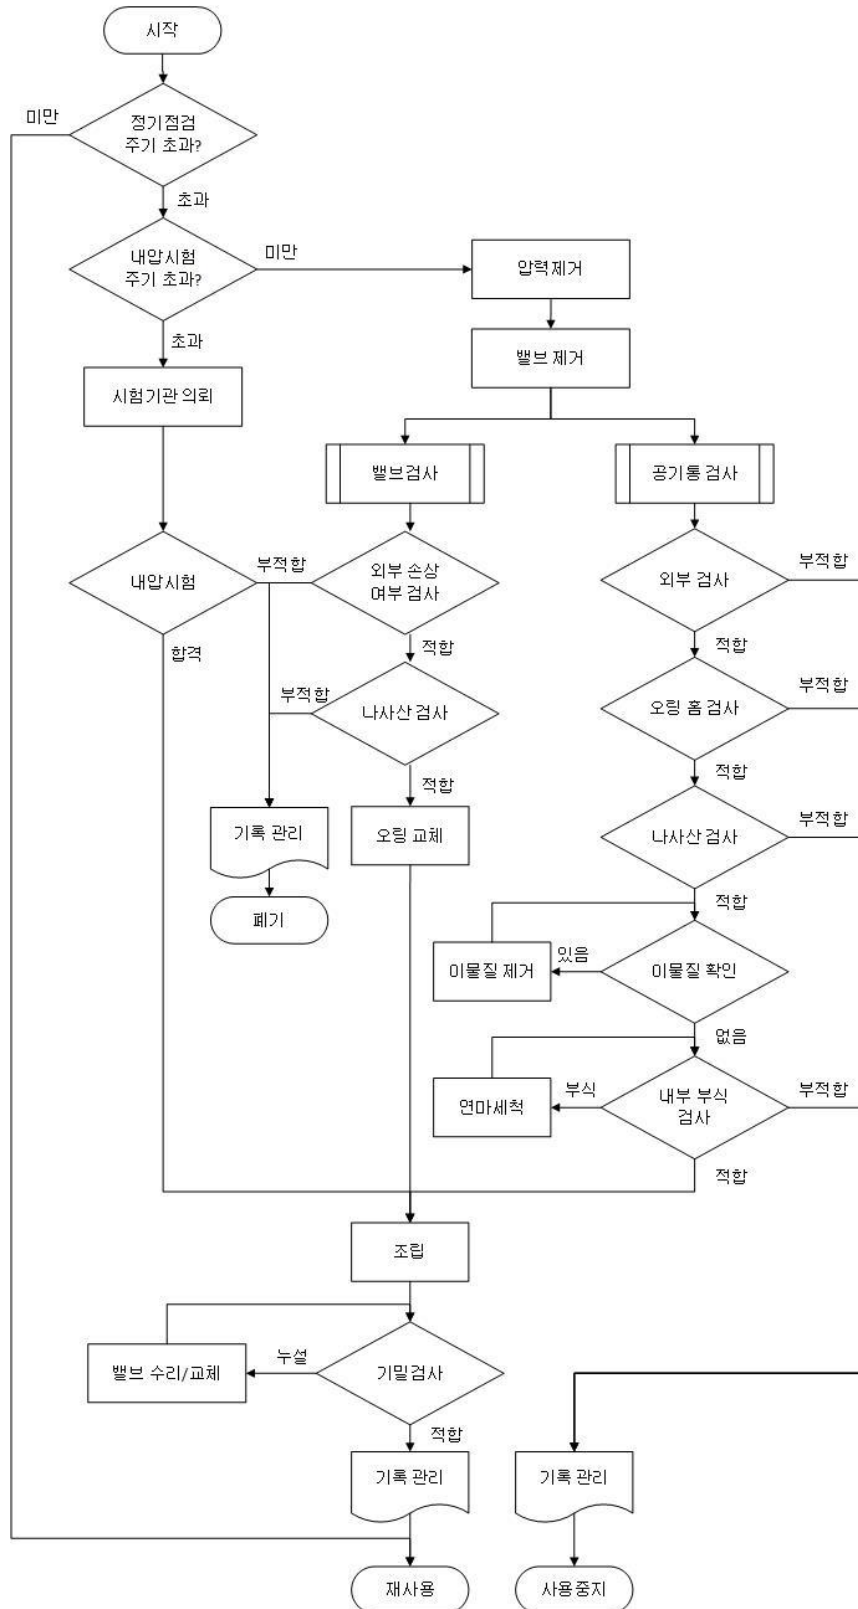 시작
미만
정기점검
주기 초과?
초과
내압시험
주기 초과?
미만
압력제거
초과
밸브 제거
시험기관 의뢰
밸브검사
공기통 검사
내압시험
부적합
외부 손상
여부 검사
외부 검사
부적합
합격
적합
적합
부적합
나사산 검사
오링 홈 검사
부적합
적합
적합
기록 관리
오링 교체
나사산 검사
부적합
적합
폐기
이물질 제거
있음
이물질 확인
없음
연마세척
부식
내부 부식
검사
부적합
적합
조립
밸브 수리/교체
누설
기밀검사
적합
기록 관리
기록 관리
재사용
사용중지